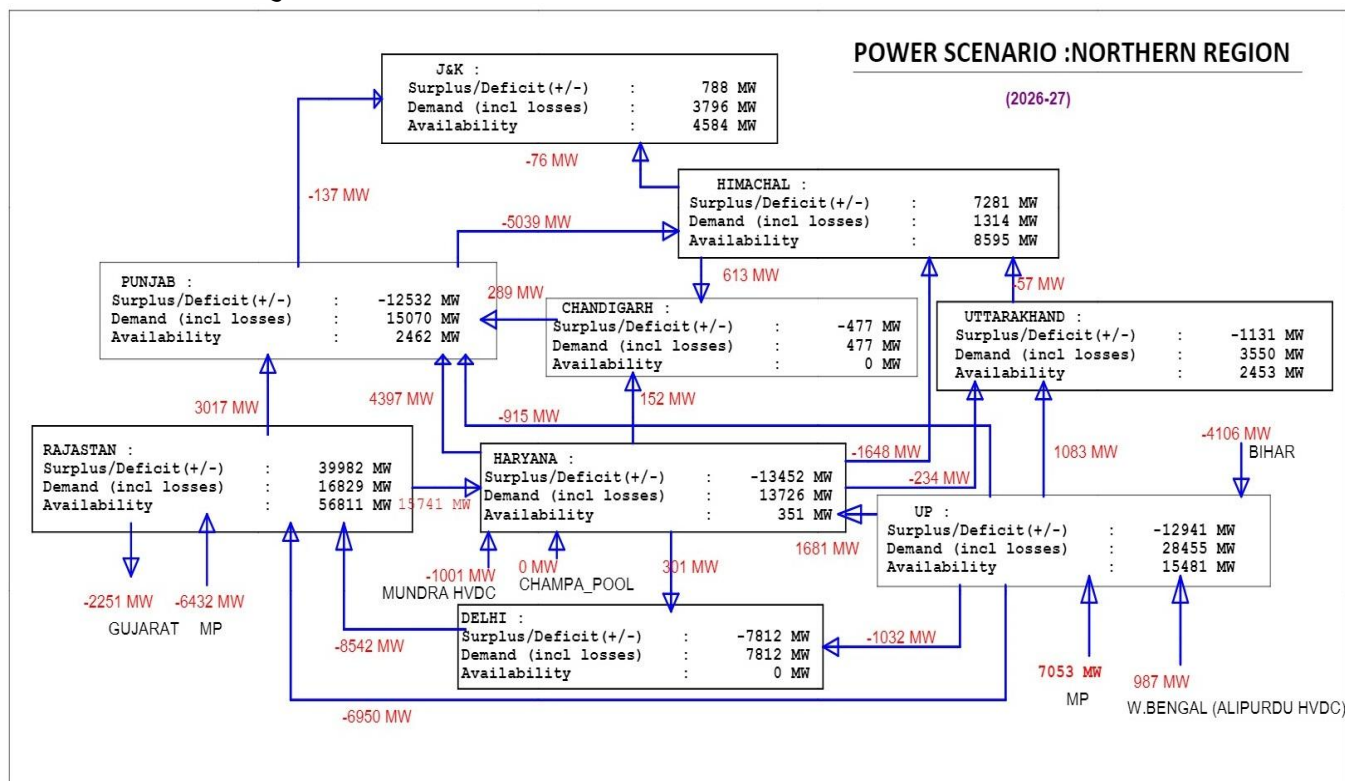 POWER SCENARIO :NORTHERN REGION
(2026-27)
J&K :
Surplus/Deficit(+/-) : 788 MW
Demand (incl losses) : 3796 MW
Availability : 4584 MW
-76 MW
-137 MW
HIMACHAL :
Surplus/Deficit(+/-) : 7281 MW
Demand (incl losses) : 1314 MW
Availability : 8595 MW
-5039 MW
613 MW
-57 MW
PUNJAB :
Surplus/Deficit(+/-) : -12532 MW
Demand (incl losses) : 15070 MW
Availability : 2462 MW
289 MW
CHANDIGARH :
Surplus/Deficit(+/-) : -477 MW
Demand (incl losses) : 477 MW
Availability : 0 MW
UTTARAKHAND :
Surplus/Deficit(+/-) : -1131 MW
Demand (incl losses) : 3550 MW
Availability : 2453 MW
3017 MW
4397 MW
152 MW
-915 MW
-1648 MW
-234 MW
1083 MW
-4106 MW
BIHAR
RAJASTAN :
Surplus/Deficit(+/-) : 39982 MW
Demand (incl losses) : 16829 MW
Availability : 56811 MW
15741 MW
HARYANA :
Surplus/Deficit(+/-) : -13452 MW
Demand (incl losses) : 13726 MW
Availability : 351 MW
1681 MW
UP :
Surplus/Deficit(+/-) : -12941 MW
Demand (incl losses) : 28455 MW
Availability : 15481 MW
-2251 MW
GUJARAT
-6432 MW
MP
-1001 MW
MUNDRA HVDC
0 MW
CHAMPA_POOL
301 MW
-8542 MW
DELHI :
Surplus/Deficit(+/-) : -7812 MW
Demand (incl losses) : 7812 MW
Availability : 0 MW
-1032 MW
7053 MW
MP
987 MW
W.BENGAL (ALIPURDU HVDC)
-6950 MW